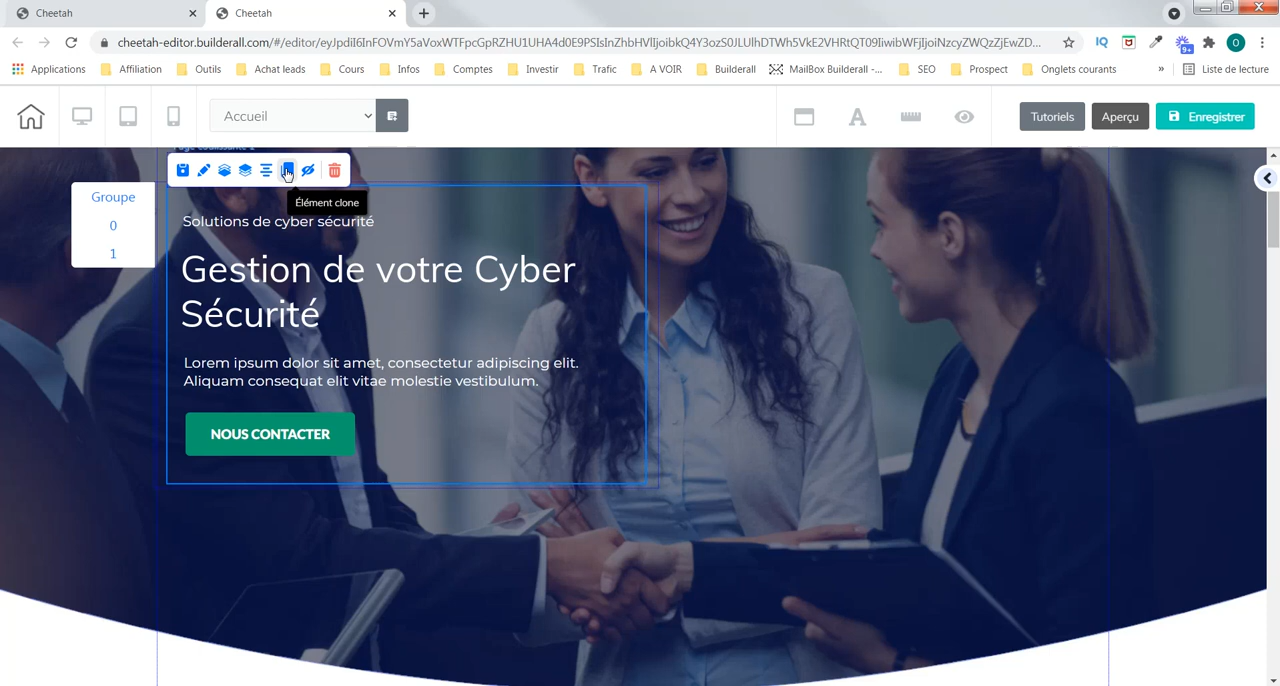 Cheetah
Cheetah
cheetah-editor.builderall.com/#/editor/
Applications
Affiliation
Outils
Achat leads
Cours
Infos
Comptes
Investir
Trafic
A VOIR
Builderall
MailBox Builderall -...
SEO
Prospect
Onglets courants
»
Liste de lecture
IQ
9+
O
Accueil
A
Tutoriels
Aperçu
Enregistrer
Élément clone
Groupe
0
1
Solutions de cyber sécurité
Gestion de votre Cyber
Sécurité
Lorem ipsum dolor sit amet, consectetur adipiscing elit.
Aliquam consequat elit vitae molestie vestibulum.
NOUS CONTACTER